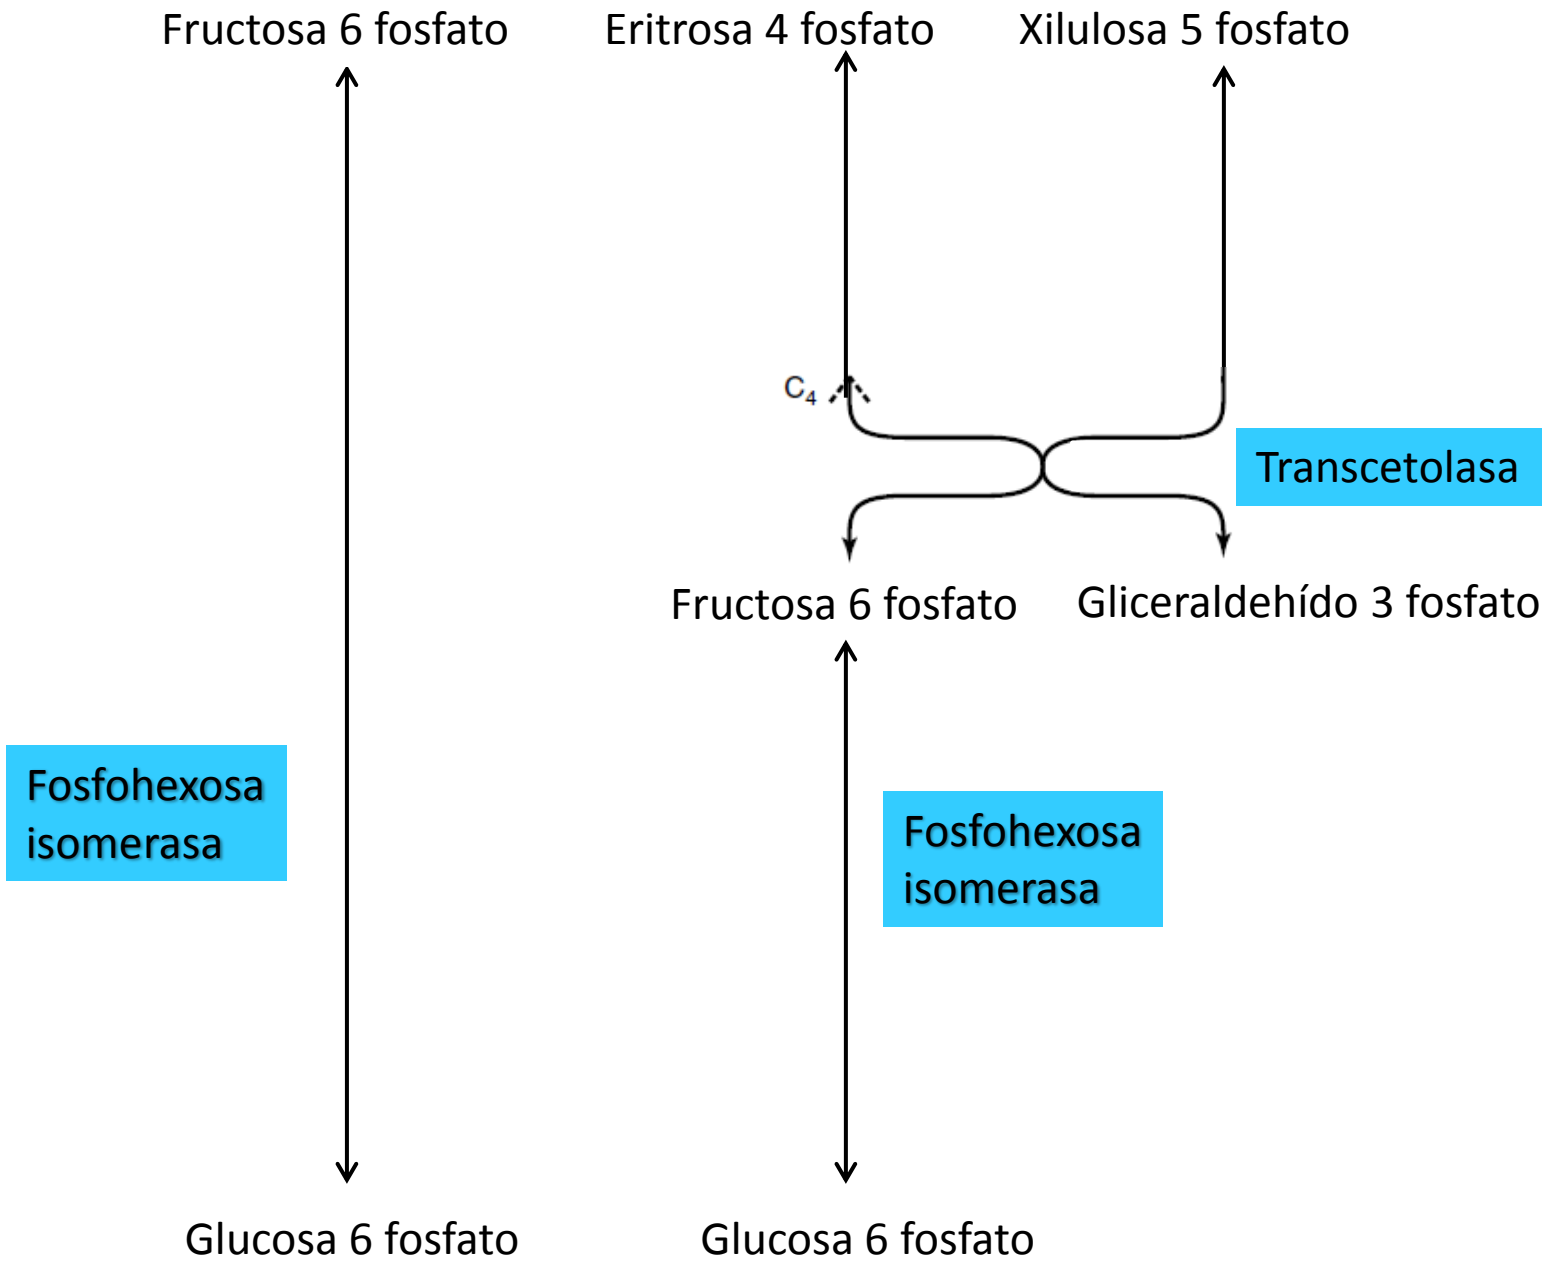 Fructosa 6 fosfato
Eritrosa 4 fosfato
Xilulosa 5 fosfato
C₄
Transcetolasa
Fructosa 6 fosfato
Gliceraldehído 3 fosfato
Fosfohexosa
isomerasa
Fosfohexosa
isomerasa
Glucosa 6 fosfato
Glucosa 6 fosfato